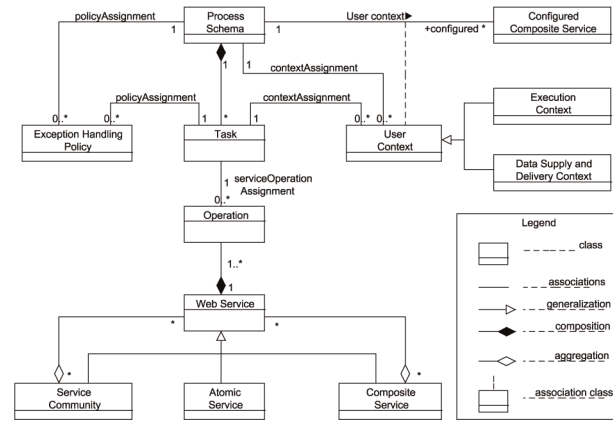 policyAssignment
1
Process
Schema
1
User context
+configured *
Configured
Composite Service
1
1
contextAssignment
policyAssignment
contextAssignment
0..*
0..*
1
*
1
0..*
0..*
Exception Handling
Policy
Task
User
Context
Execution
Context
Data Supply and
Delivery Context
1
serviceOperation
Assignment
0..*
Operation
1..*
1
Web Service
*
*
*
*
Service
Community
Atomic
Service
Composite
Service
Legend
class
associations
generalization
composition
aggregation
association class